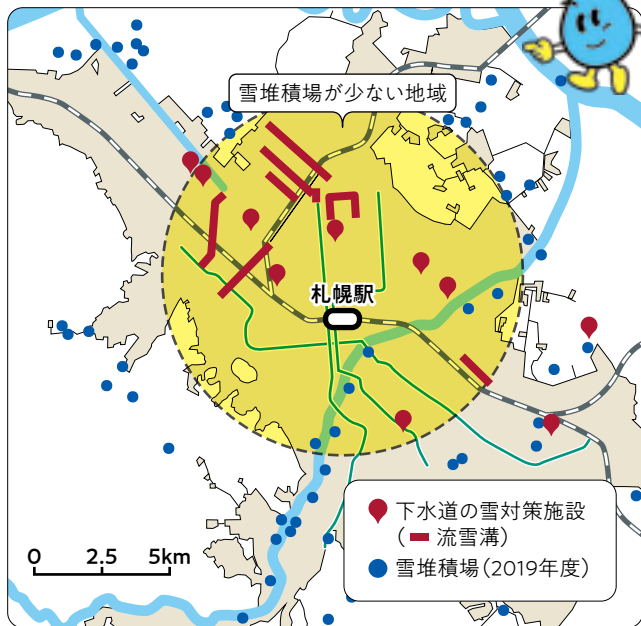 雪堆積場が少ない地域
札幌駅
下水道の雪対策施設
（ 流雪溝）
雪堆積場（2019年度）
0 2.5 5km